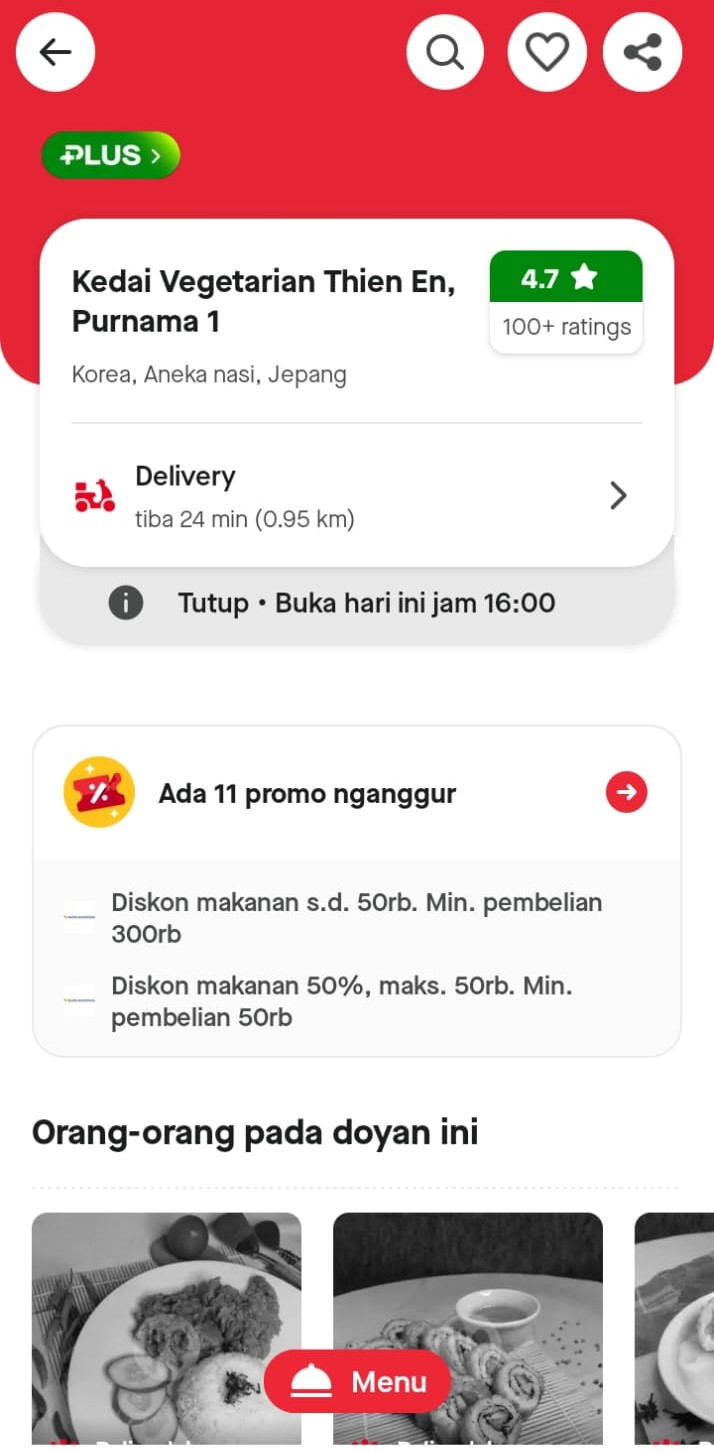 PLUS
Kedai Vegetarian Thien En,
Purnama 1
4.7
100+ ratings
Korea, Aneka nasi, Jepang
Delivery
tiba 24 min (0.95 km)
Tutup • Buka hari ini jam 16:00
Ada 11 promo nganggur
Diskon makanan s.d. 50rb. Min. pembelian
300rb
Diskon makanan 50%, maks. 50rb. Min.
pembelian 50rb
Orang-orang pada doyan ini
Menu